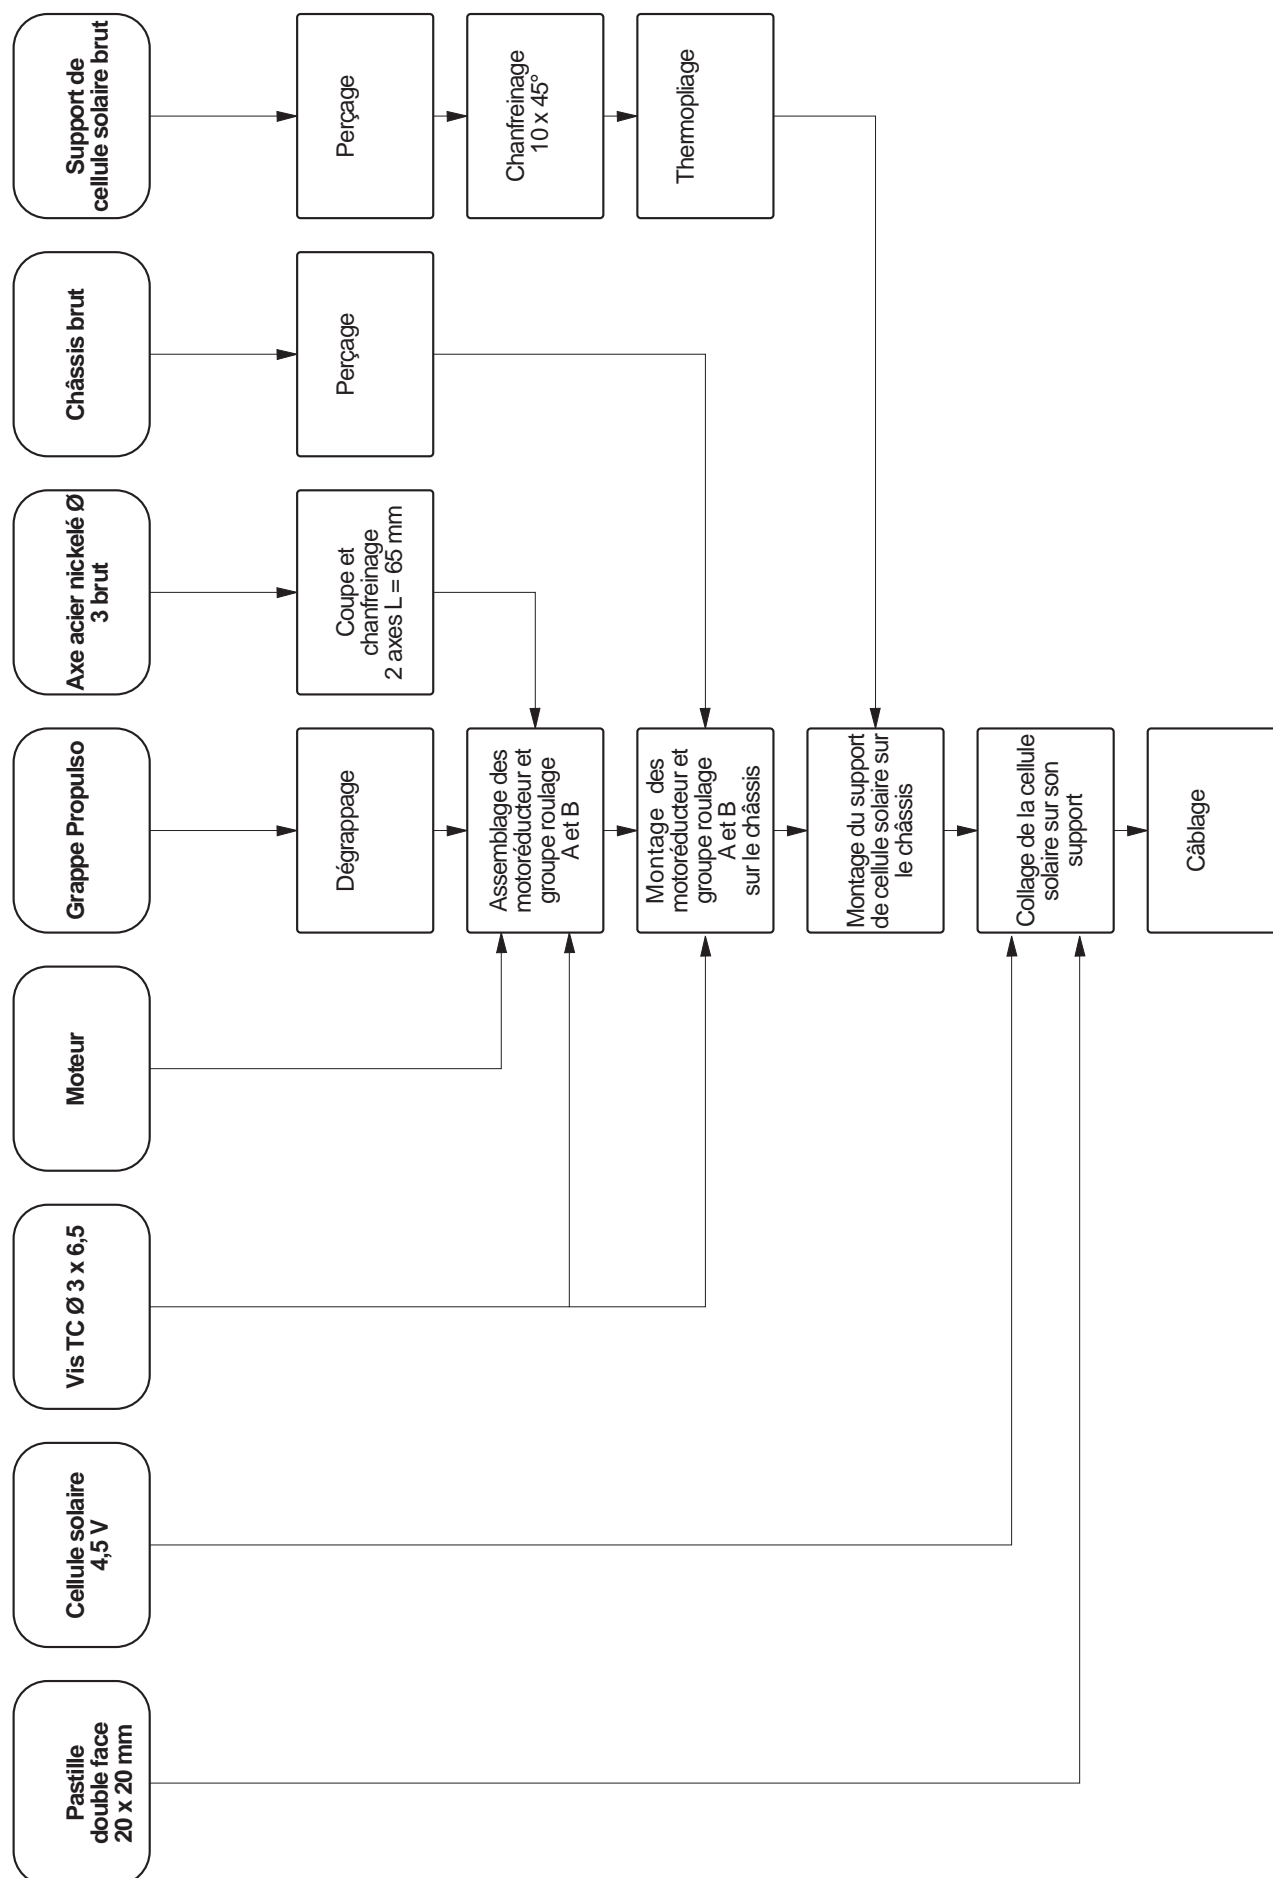 Pastille
double face
20 x 20 mm
Cellule solaire
4,5 V
Vis TC Ø 3 x 6,5
Moteur
Grappe Propulso
Axe acier nickelé Ø
3 brut
Châssis brut
Support de
cellule solaire brut
Dégrappage
Coupe et
chanfreinage
2 axes L = 65 mm
Perçage
Perçage
Assemblage des
motoréducteur et
groupe roulage
A et B
Chanfreinage
10 x 45°
Montage des
motoréducteur et
groupe roulage
A et B
sur le châssis
Thermopliage
Montage du support
de cellule solaire sur
le châssis
Collage de la cellule
solaire sur son
support
Câblage